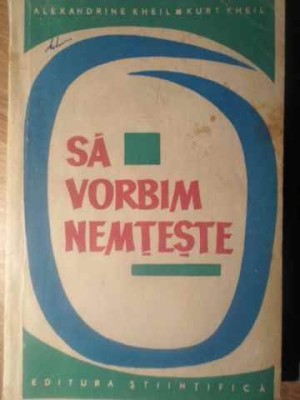 ALEXANDRINE KHEIL ■ KURT KHEIL
SĂ
VORBIM
NEMȚEȘTE
EDITURA ȘTIINȚIFICĂ